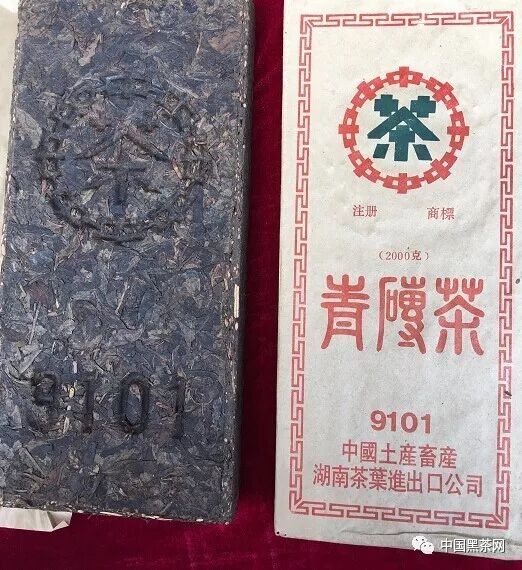 茶
9101
茶
注册 商標
(2000克)
青磚茶
9101
中國土産畜産
湖南茶葉進出口公司
中国黑茶网